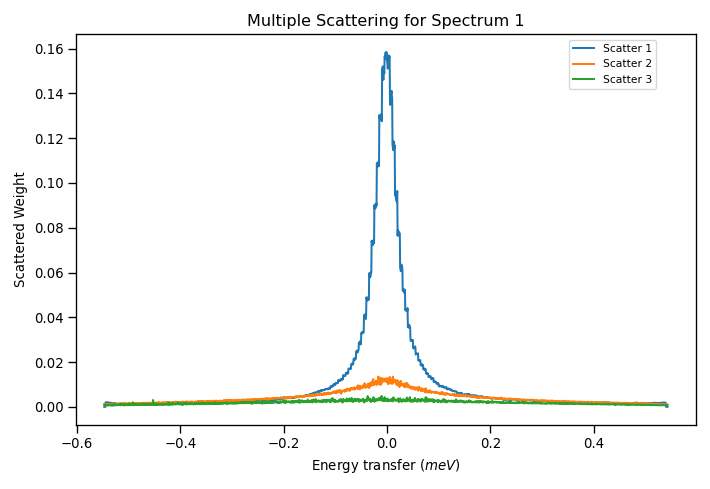 Multiple Scattering for Spectrum 1
Scatter 1
Scatter 2
Scatter 3
Scattered Weight
0.16
0.14
0.12
0.10
0.08
0.06
0.04
0.02
0.00
−0.6
−0.4
−0.2
0.0
0.2
0.4
Energy transfer (meV)